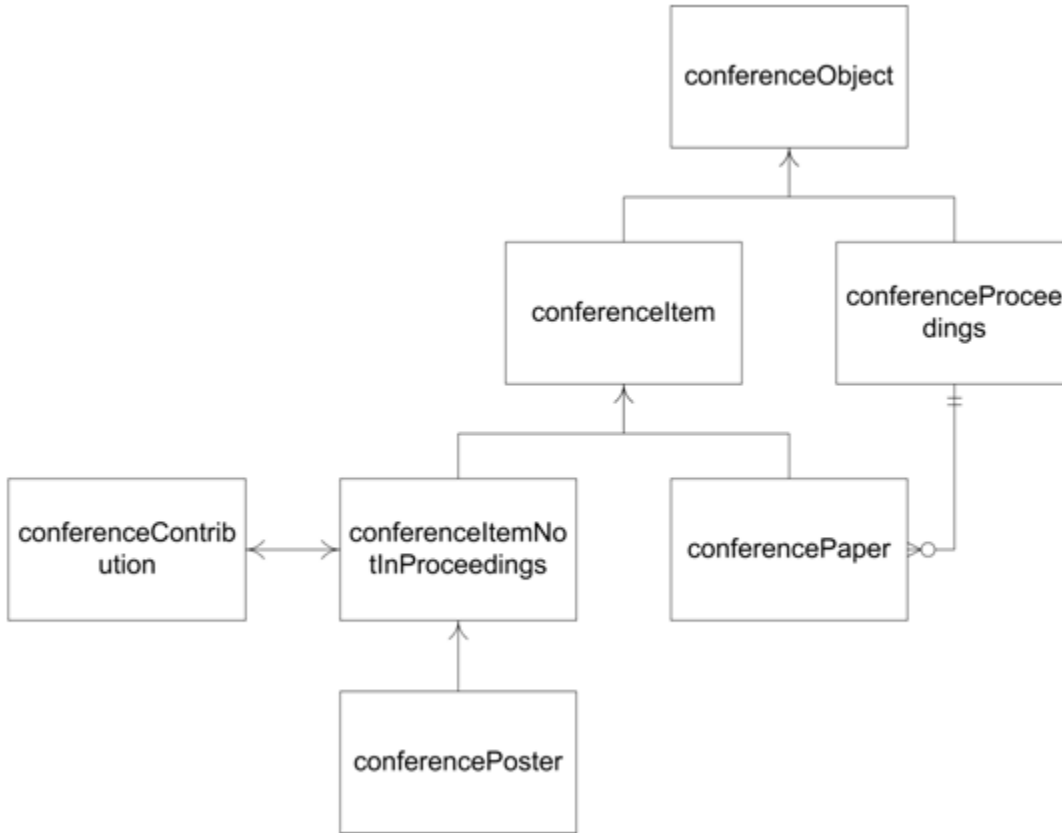 conferenceObject
conferenceItem
conferenceProcee
dings
conferenceContrib
ution
conferenceItemNo
tInProceedings
conferencePaper
conferencePoster